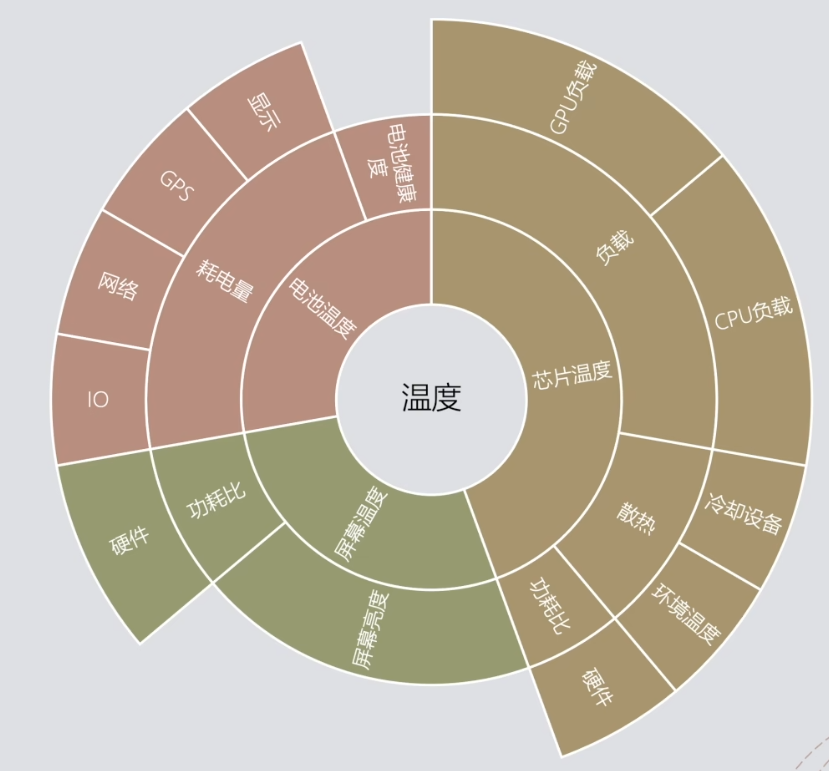 温度
芯片温度
负载
GPU负载
CPU负载
散热
冷却设备
环境温度
功耗比
硬件
屏幕温度
屏幕亮度
功耗比
硬件
电池温度
耗电量
IO
网络
GPS
显示
电池健康
度